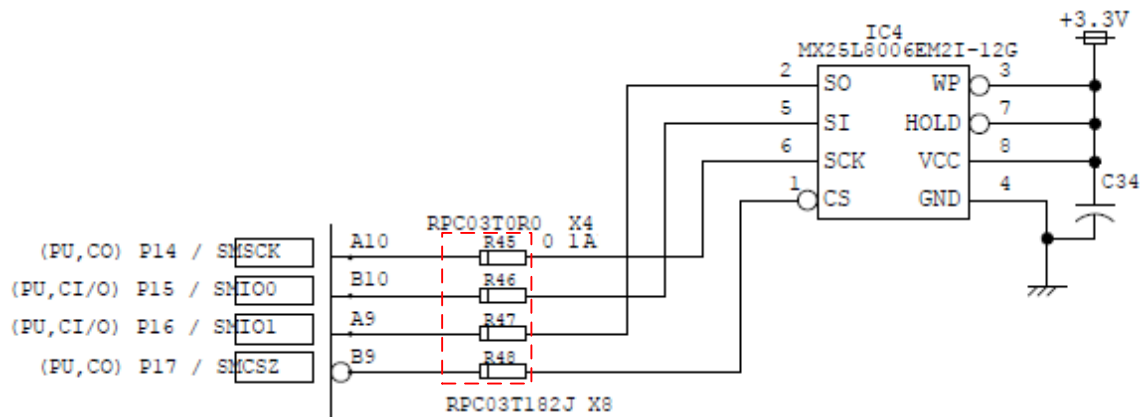 +3.3V
IC4
MX25L8006EM2I-12G
2 SO WP 3
5 SI HOLD 7
6 SCK VCC 8
1 CS GND 4
C34
RPC03T0R0 X4
0 1A
(PU,CO) P14 / SMSCK A10 R45
(PU,CI/O) P15 / SMIO0 B10 R46
(PU,CI/O) P16 / SMIO1 A9 R47
(PU,CO) P17 / SMCSZ B9 R48
RPC03T182J X8